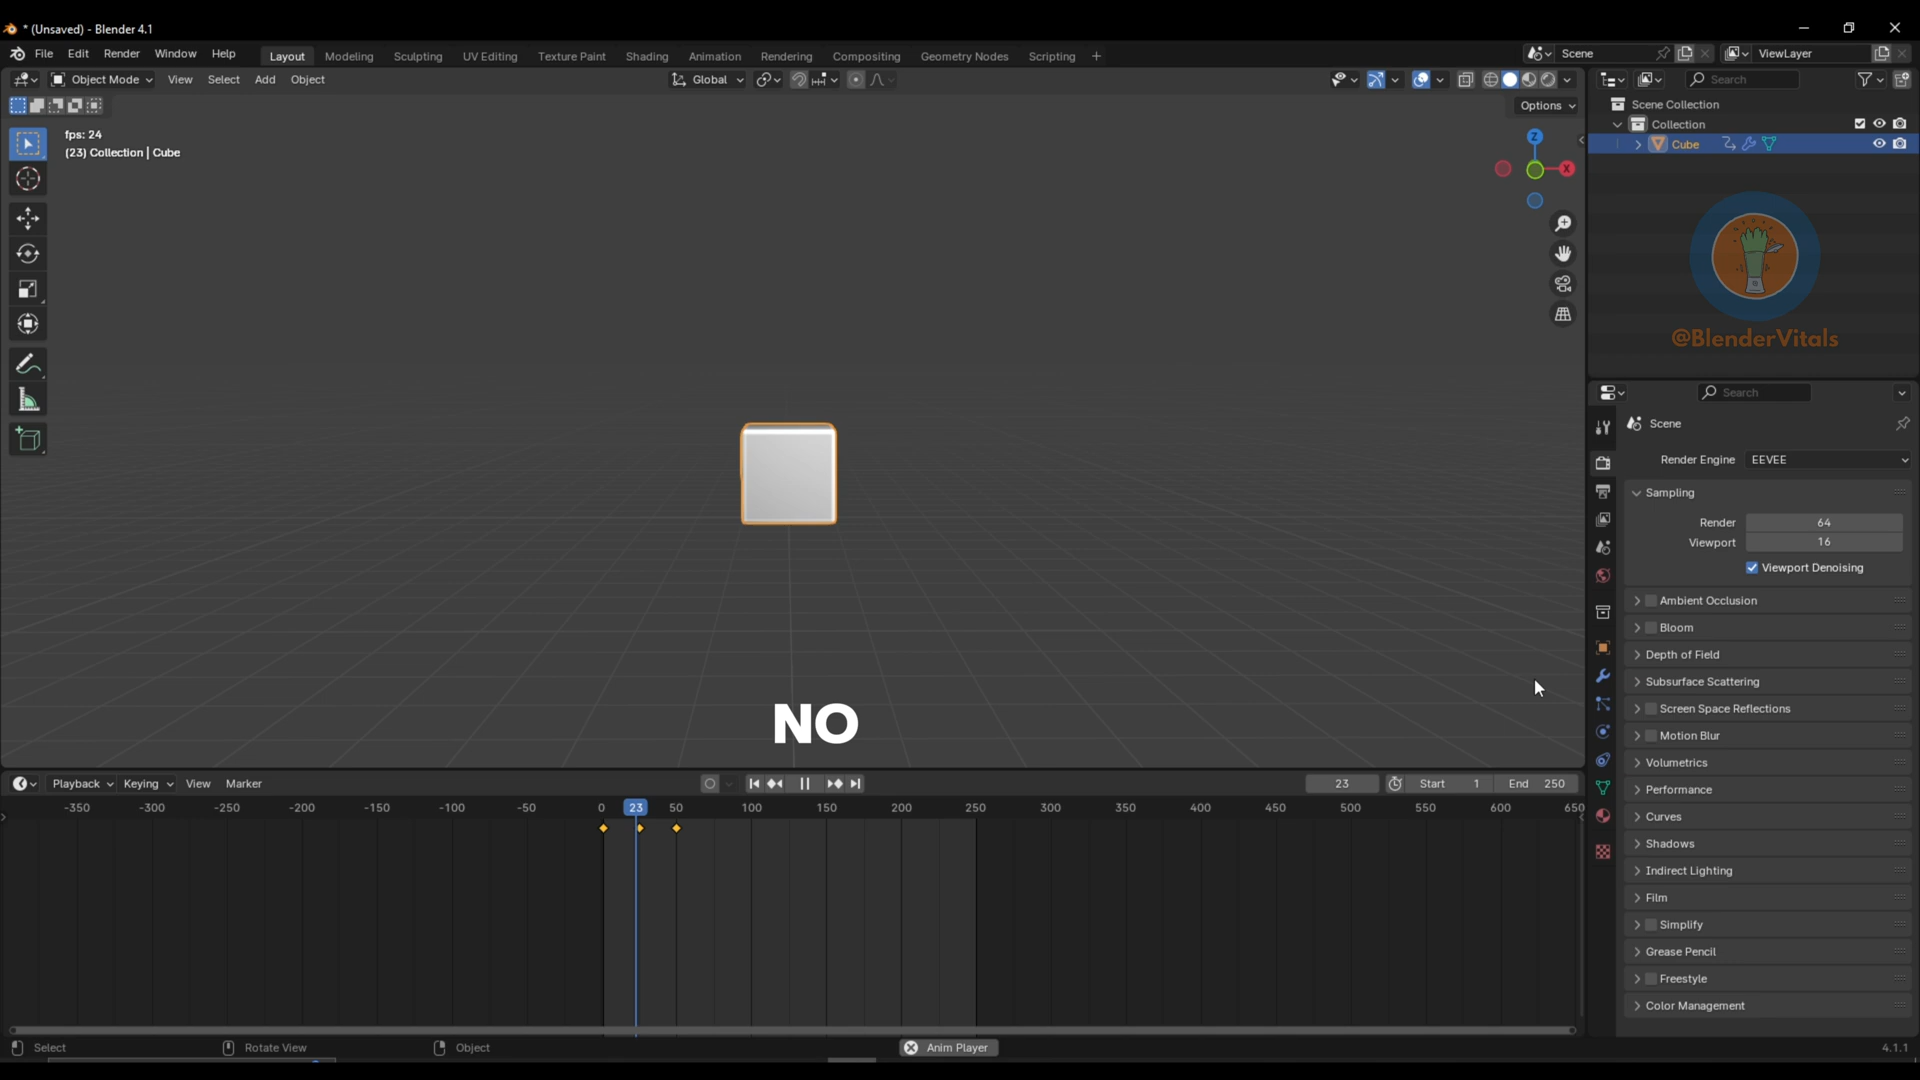 * (Unsaved) - Blender 4.1
File Edit Render Window Help Layout Modeling Sculpting UV Editing Texture Paint Shading Animation Rendering Compositing Geometry Nodes Scripting + Scene ViewLayer
Object Mode View Select Add Object Global Search
Options
Scene Collection
Collection
Cube
fps: 24
(23) Collection | Cube
Z
X
@BlenderVitals
Search
Scene
Render Engine EEVEE
Sampling
Render 64
Viewport 16
Viewport Denoising
Ambient Occlusion
Bloom
Depth of Field
Subsurface Scattering
Screen Space Reflections
Motion Blur
Volumetrics
Performance
Curves
Shadows
Indirect Lighting
Film
Simplify
Grease Pencil
Freestyle
Color Management
NO
Playback Keying View Marker 23 Start 1 End 250
-350 -300 -250 -200 -150 -100 -50 0 23 50 100 150 200 250 300 350 400 450 500 550 600 650
Select Rotate View Object Anim Player 4.1.1